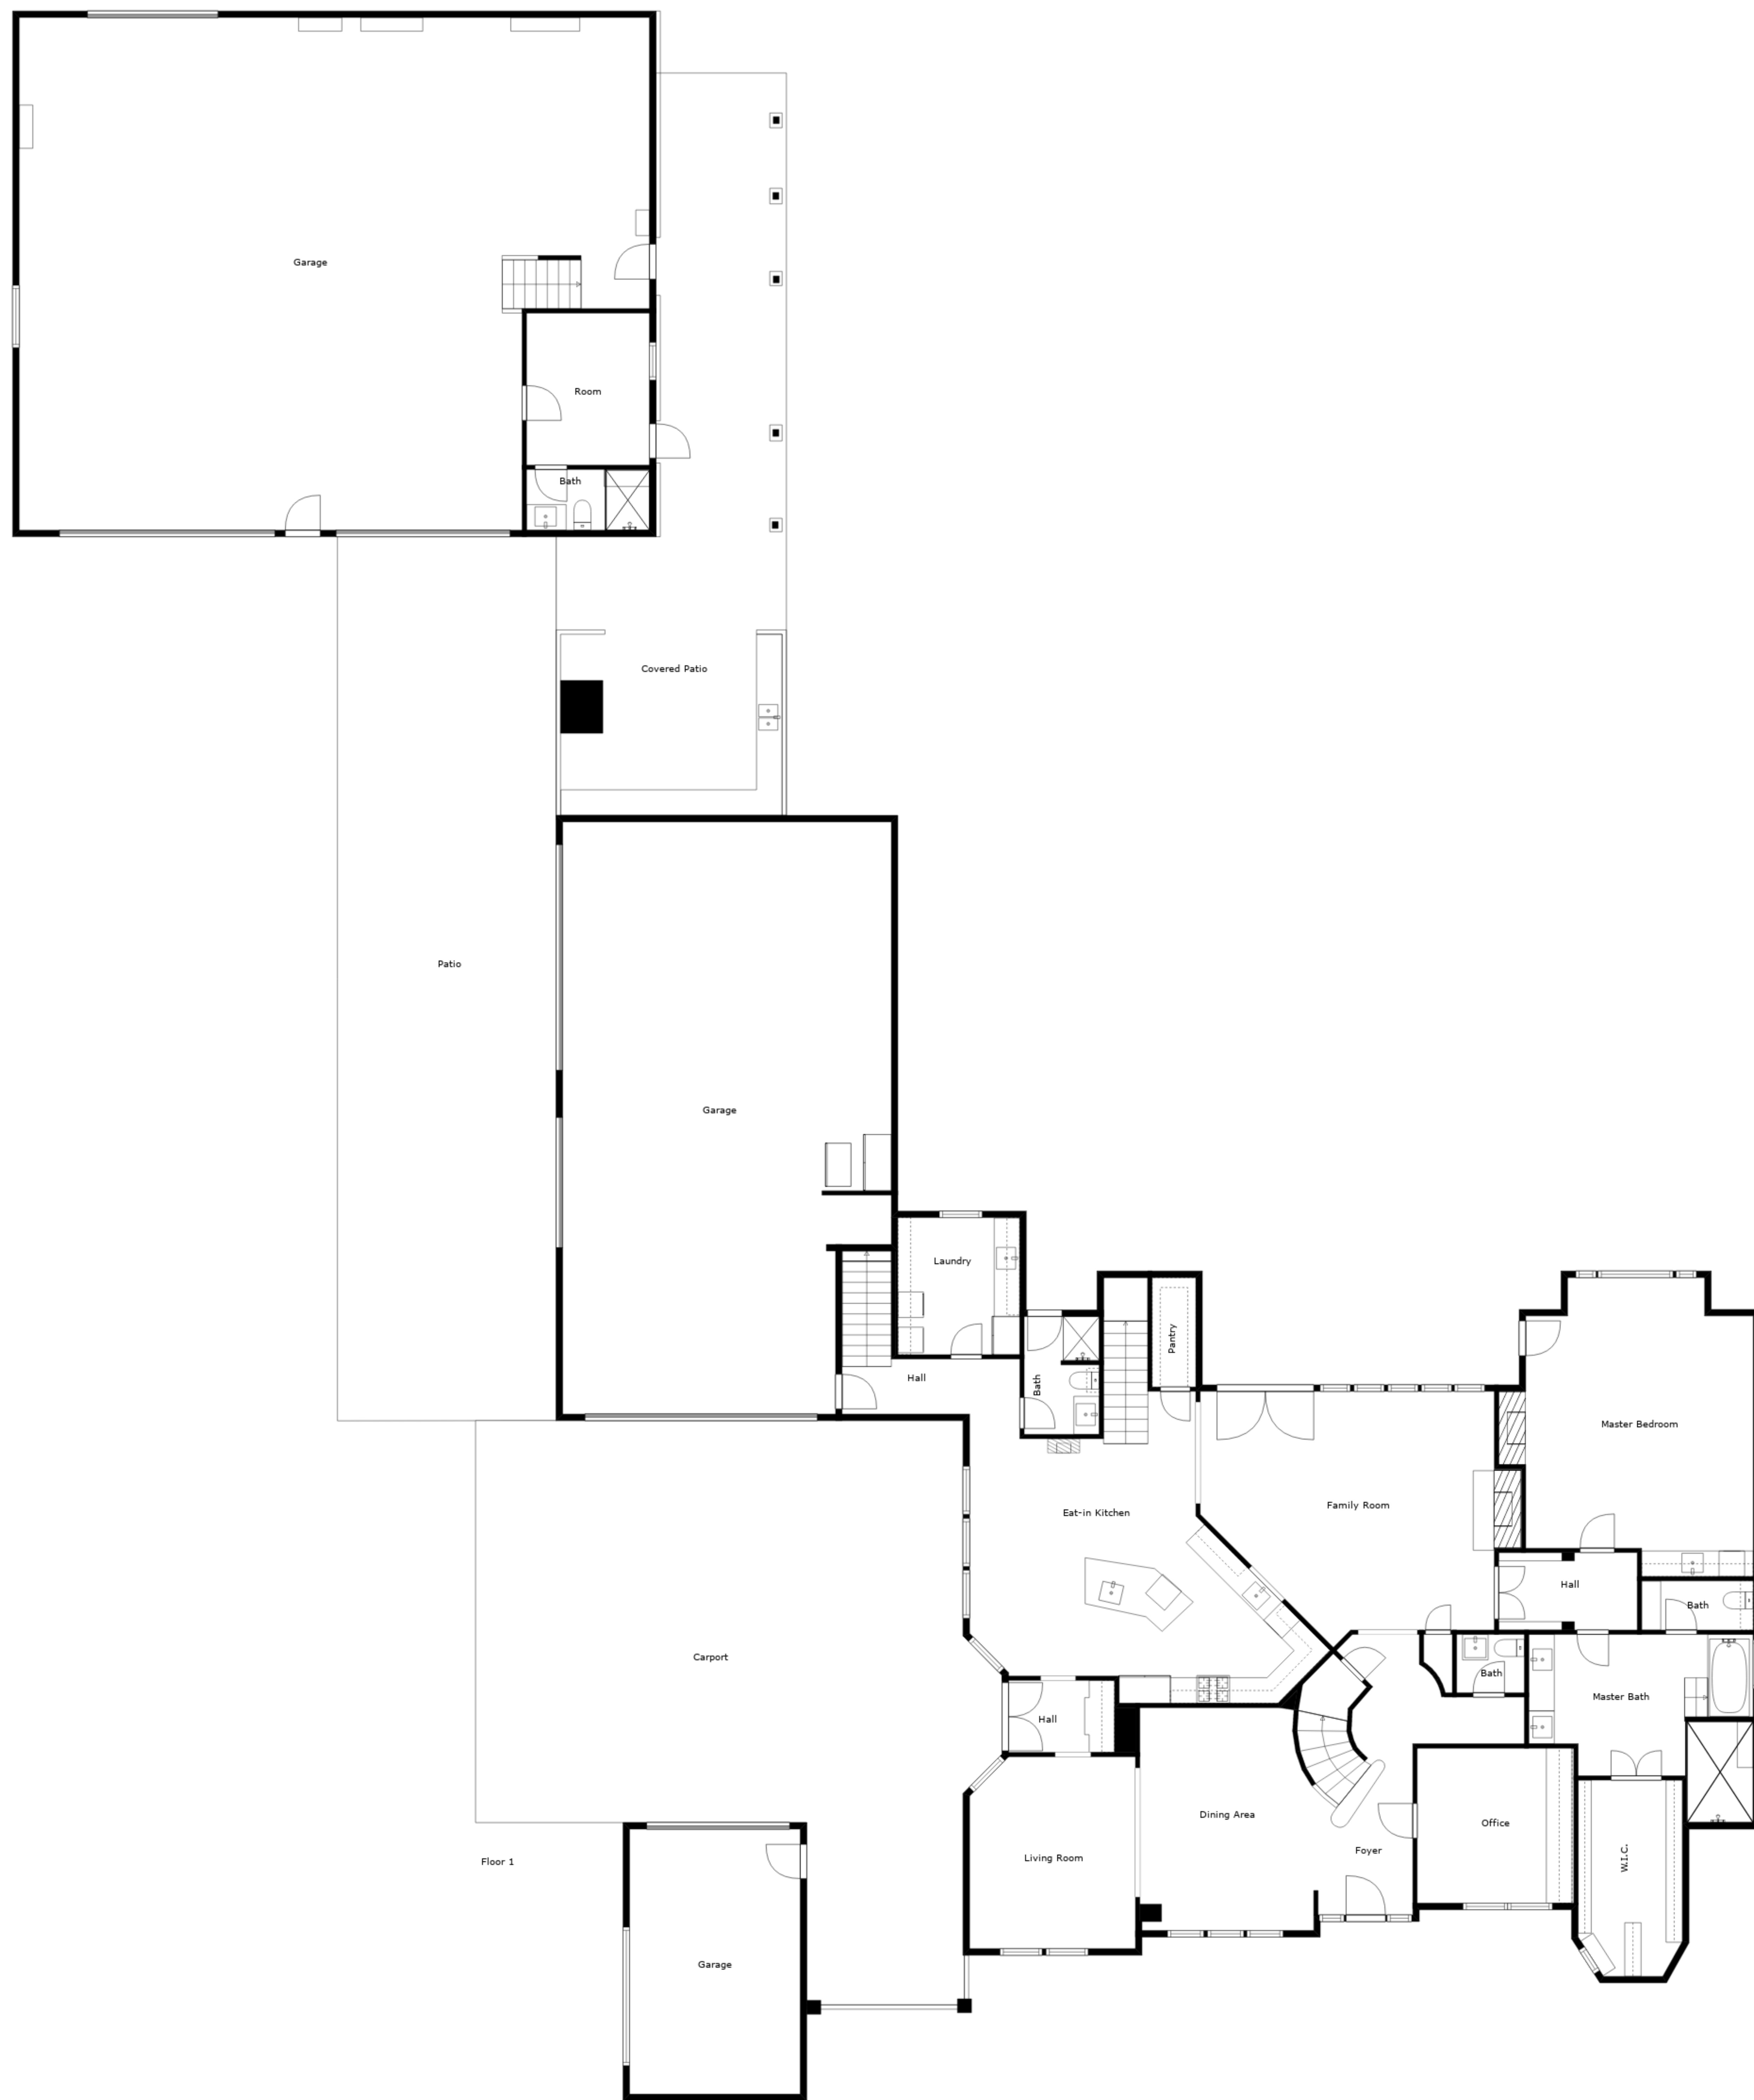 Garage
Room
Bath
Covered Patio
Patio
Garage
Laundry
Pantry
Hall
Bath
Master Bedroom
Family Room
Eat-in Kitchen
Hall
Bath
Carport
Bath
Master Bath
Hall
Dining Area
Office
Foyer
Living Room
W.I.C.
Floor 1
Garage